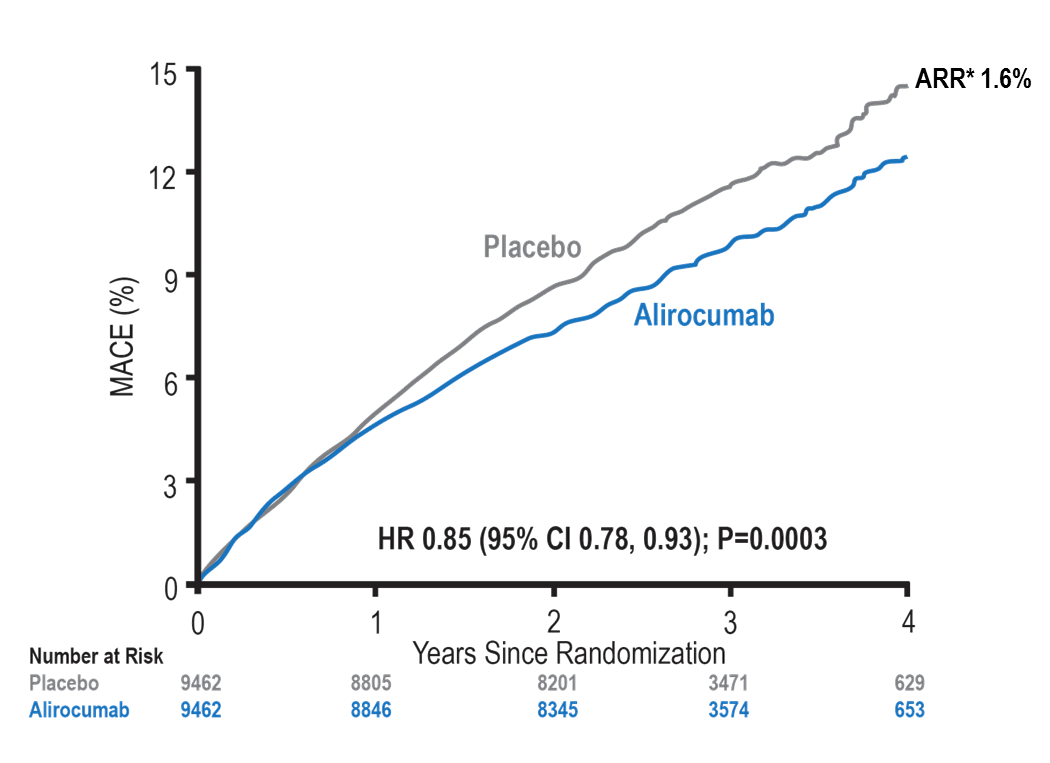 15
ARR* 1.6%
12
Placebo
9
Alirocumab
MACE (%)
6
3
HR 0.85 (95% CI 0.78, 0.93); P=0.0003
0
0 1 2 3 4
Years Since Randomization
Number at Risk
Placebo 9462 8805 8201 3471 629
Alirocumab 9462 8846 8345 3574 653